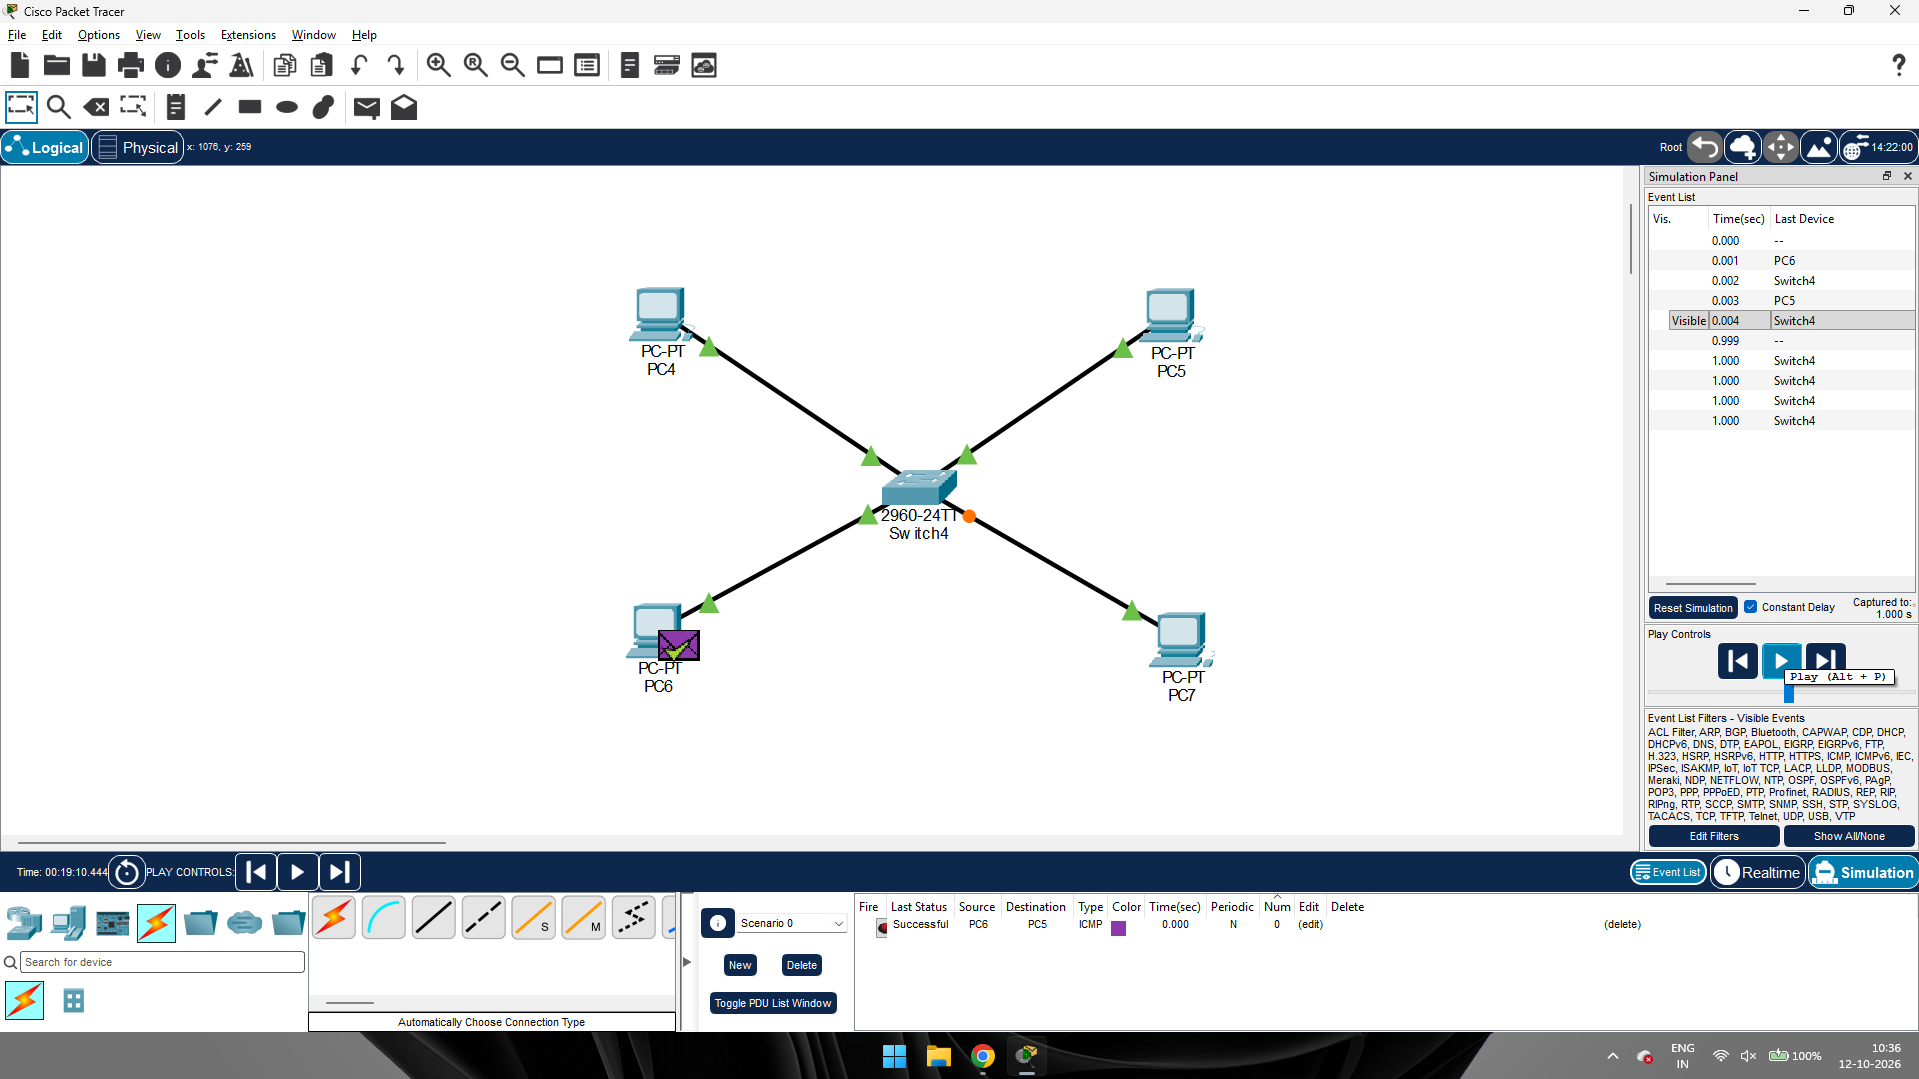 Cisco Packet Tracer
File Edit Options View Tools Extensions Window Help
Logical Physical x: 1076, y: 259 Root 14:22:00
Simulation Panel
Event List
Vis. Time(sec) Last Device
0.000 --
0.001 PC6
0.002 Switch4
0.003 PC5
Visible 0.004 Switch4
0.999 --
1.000 Switch4
1.000 Switch4
1.000 Switch4
1.000 Switch4
PC-PT
PC4
PC-PT
PC5
2960-24TT
Switch4
PC-PT
PC6
PC-PT
PC7
Reset Simulation Constant Delay Captured to:
1.000 s
Play Controls
Play (Alt + P)
Event List Filters - Visible Events
ACL Filter, ARP, BGP, Bluetooth, CAPWAP, CDP, DHCP,
DHCPv6, DNS, DTP, EAPOL, EIGRP, EIGRPv6, FTP,
H.323, HSRP, HSRPv6, HTTP, HTTPS, ICMP, ICMPv6, IEC,
IPSec, ISAKMP, IoT, IoT TCP, LACP, LLDP, MODBUS,
Meraki, NDP, NETFLOW, NTP, OSPF, OSPFv6, PAgP,
POP3, PPP, PPPoED, PTP, Profinet, RADIUS, REP, RIP,
RIPng, RTP, SCCP, SMTP, SNMP, SSH, STP, SYSLOG,
TACACS, TCP, TFTP, Telnet, UDP, USB, VTP
Edit Filters Show All/None
Time: 00:19:10.444 PLAY CONTROLS: Event List Realtime Simulation
S M
Search for device
Automatically Choose Connection Type
Scenario 0
New Delete
Toggle PDU List Window
Fire Last Status Source Destination Type Color Time(sec) Periodic Num Edit Delete
Successful PC6 PC5 ICMP 0.000 N 0 (edit) (delete)
ENG
IN
100%
10:36
12-10-2026